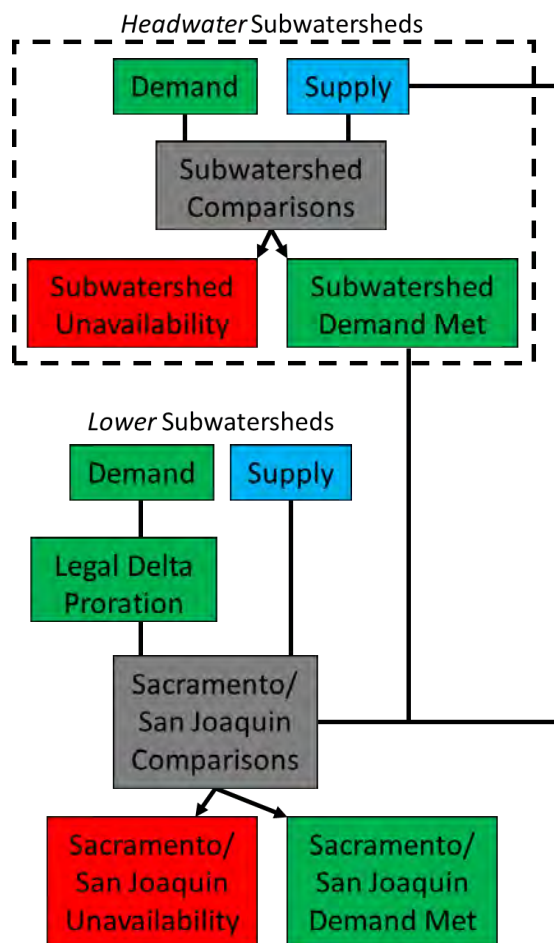 Headwater Subwatersheds
Demand
Supply
Subwatershed
Comparisons
Subwatershed
Unavailability
Subwatershed
Demand Met
Lower Subwatersheds
Demand
Supply
Legal Delta
Proration
Sacramento/
San Joaquin
Comparisons
Sacramento/
San Joaquin
Unavailability
Sacramento/
San Joaquin
Demand Met